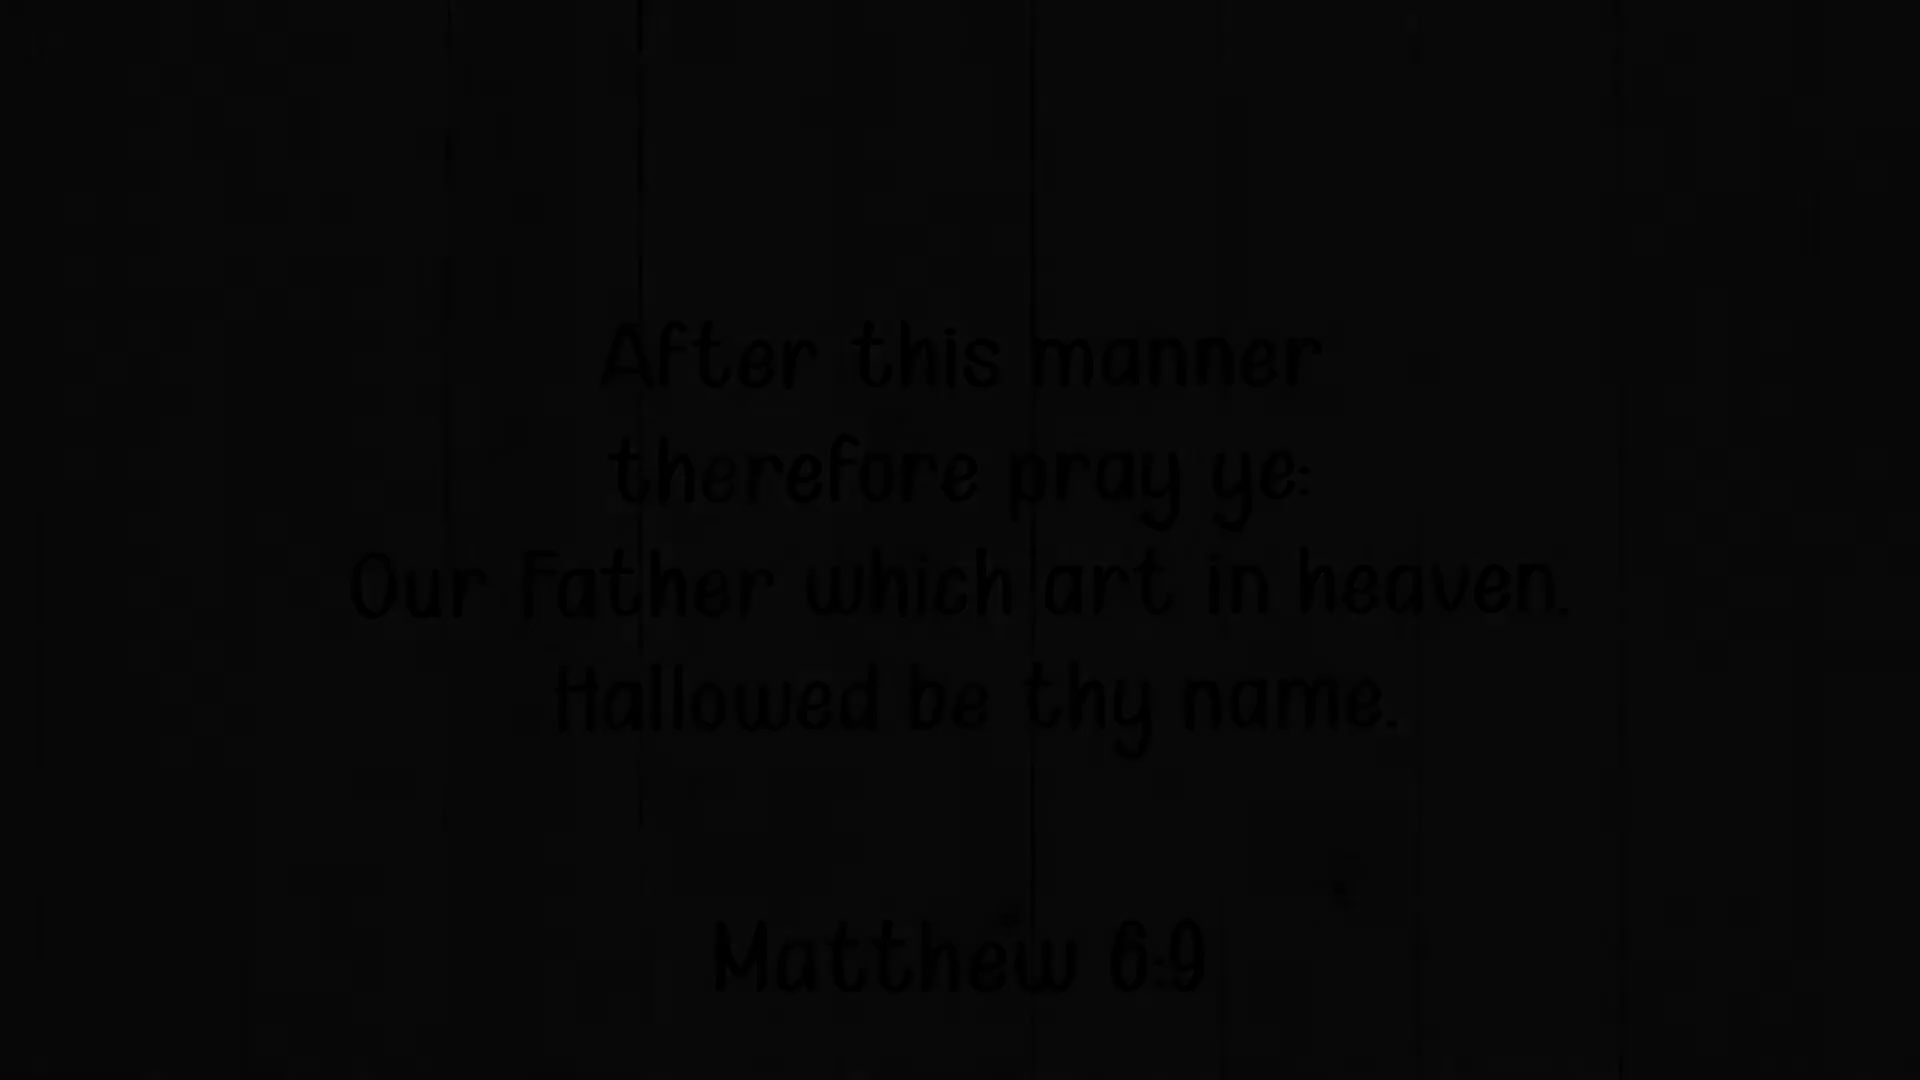 After this manner
therefore pray ye:
Our Father which art in heaven.
Hallowed be thy name.
Matthew 6:9